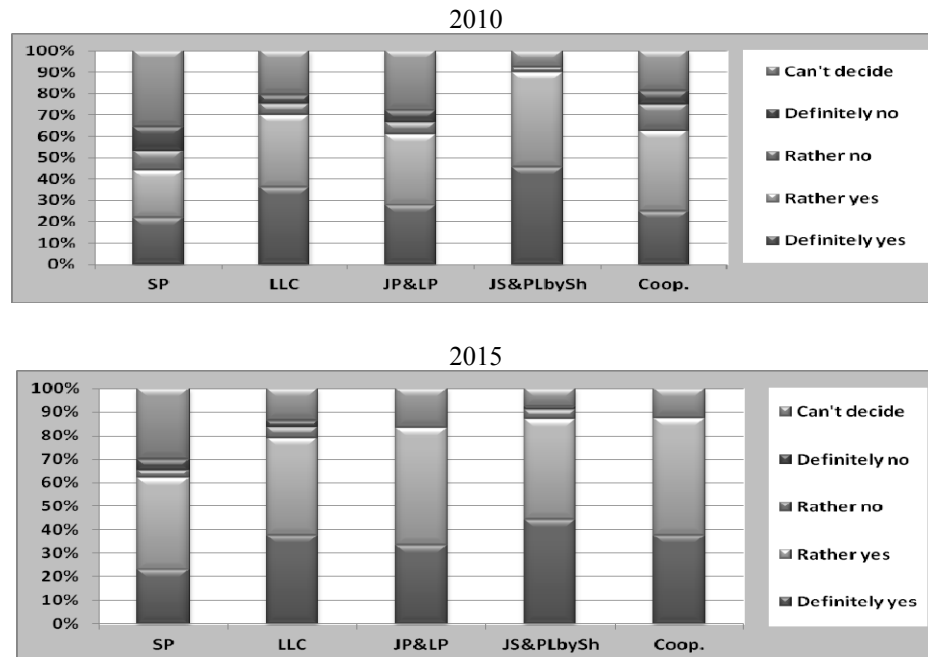 2010
100%
90%
80%
70%
60%
50%
40%
30%
20%
10%
0%
SP LLC JP&LP JS&PLbySh Coop.
Can't decide
Definitely no
Rather no
Rather yes
Definitely yes
2015
100%
90%
80%
70%
60%
50%
40%
30%
20%
10%
0%
SP LLC JP&LP JS&PLbySh Coop.
Can't decide
Definitely no
Rather no
Rather yes
Definitely yes